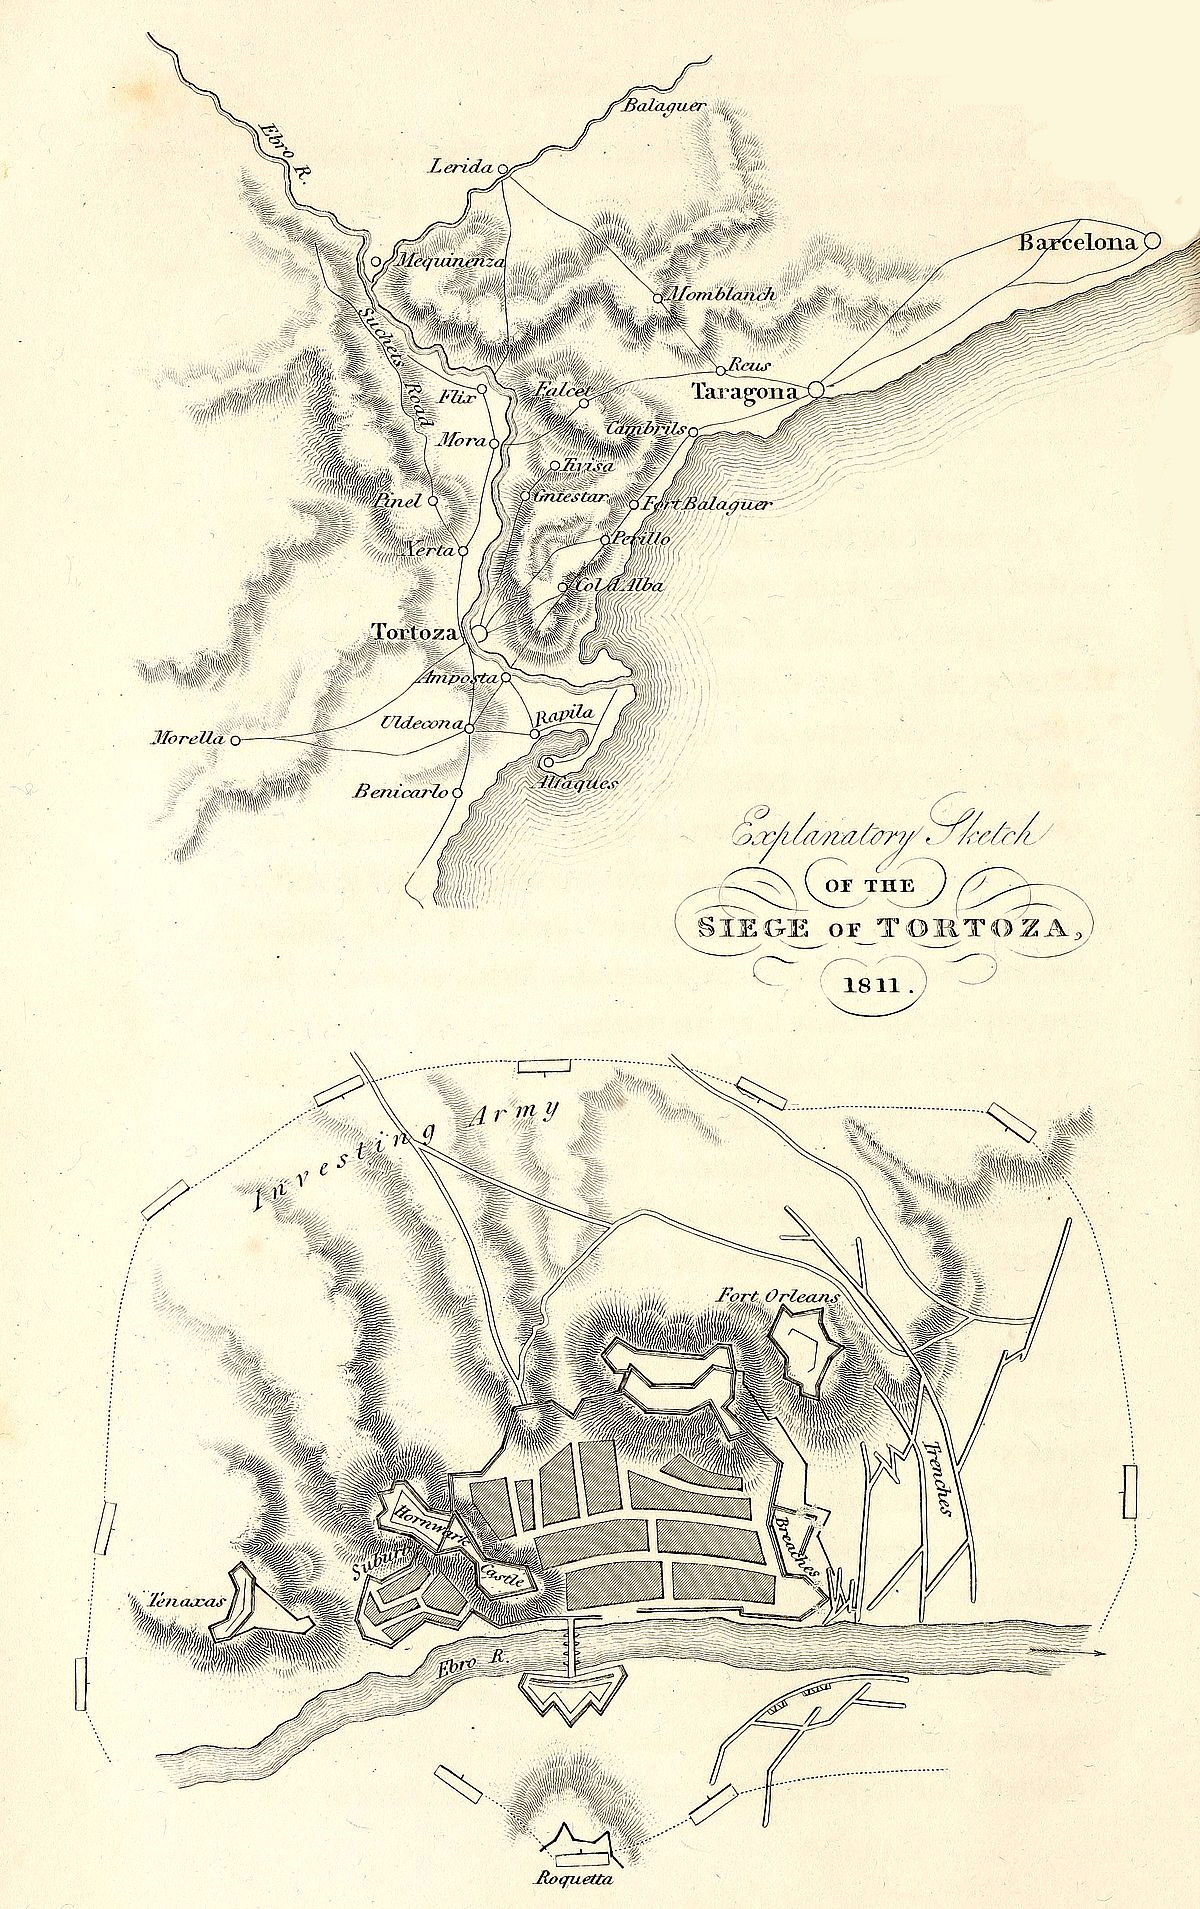 Balaguer
Ebro R.
Lerida
Barcelona
Mequinenza
Momblanch
Suchets Road
Reus
Flix
Falcet
Taragona
Mora
Cambrils
Tivisa
Pinel
Gntestar
Fort Balaguer
Xerta
Perillo
Col d Alba
Tortoza
Amposta
Uldecona
Rapila
Morella
Alfaques
Benicarlo
Explanatory Sketch
OF THE
SIEGE OF TORTOZA,
1811.
Investing Army
Fort Orleans
Trenches
Hornwark
Breaches
Suburb
Castle
Tenaxas
Ebro R.
Roquetta